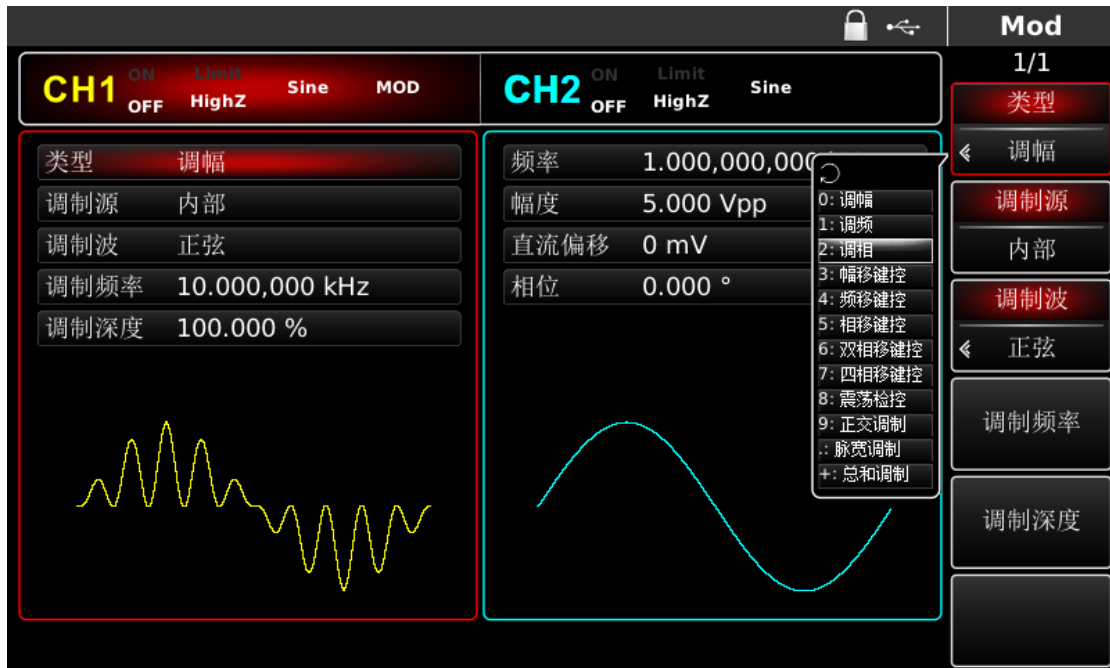 Mod
1/1
CH1 ON OFF Limit HighZ Sine MOD
CH2 ON OFF Limit HighZ Sine
类型 调幅
调制源 内部
调制波 正弦
调制频率 10.000,000 kHz
调制深度 100.000 %
频率 1.000,000,000
幅度 5.000 Vpp
直流偏移 0 mV
相位 0.000 °
0: 调幅
1: 调频
2: 调相
3: 幅移键控
4: 频移键控
5: 相移键控
6: 双相移键控
7: 四相移键控
8: 震荡检控
9: 正交调制
.: 脉宽调制
+: 总和调制
类型
调幅
调制源
内部
调制波
正弦
调制频率
调制深度